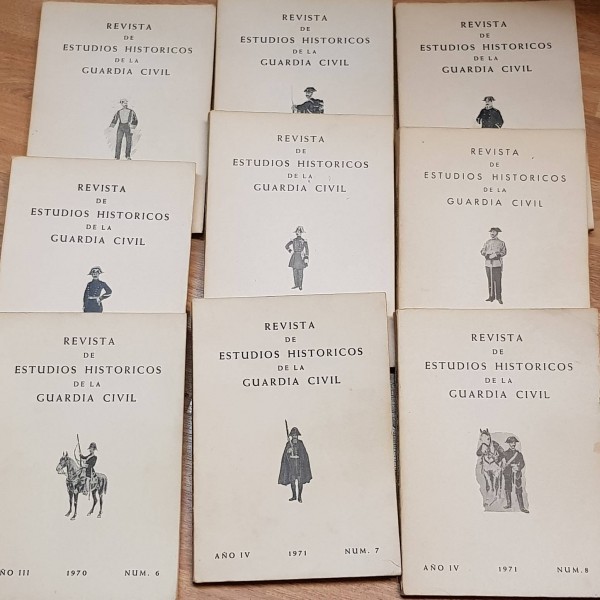 REVISTA
DE
ESTUDIOS HISTORICOS
DE LA
GUARDIA CIVIL
REVISTA
DE
ESTUDIOS HISTORICOS
DE LA
GUARDIA CIVIL
REVISTA
DE
ESTUDIOS HISTORICOS
DE LA
GUARDIA CIVIL
REVISTA
DE
ESTUDIOS HISTORICOS
DE LA
GUARDIA CIVIL
REVISTA
DE
ESTUDIOS HISTORICOS
DE LA
GUARDIA CIVIL
REVISTA
DE
ESTUDIOS HISTORICOS
DE LA
GUARDIA CIVIL
REVISTA
DE
ESTUDIOS HISTORICOS
DE LA
GUARDIA CIVIL
ÑO III 1970 NUM. 6
REVISTA
DE
ESTUDIOS HISTORICOS
DE LA
GUARDIA CIVIL
AÑO IV 1971 NUM. 7
REVISTA
DE
ESTUDIOS HISTORICOS
DE LA
GUARDIA CIVIL
AÑO IV 1971 NUM. 8